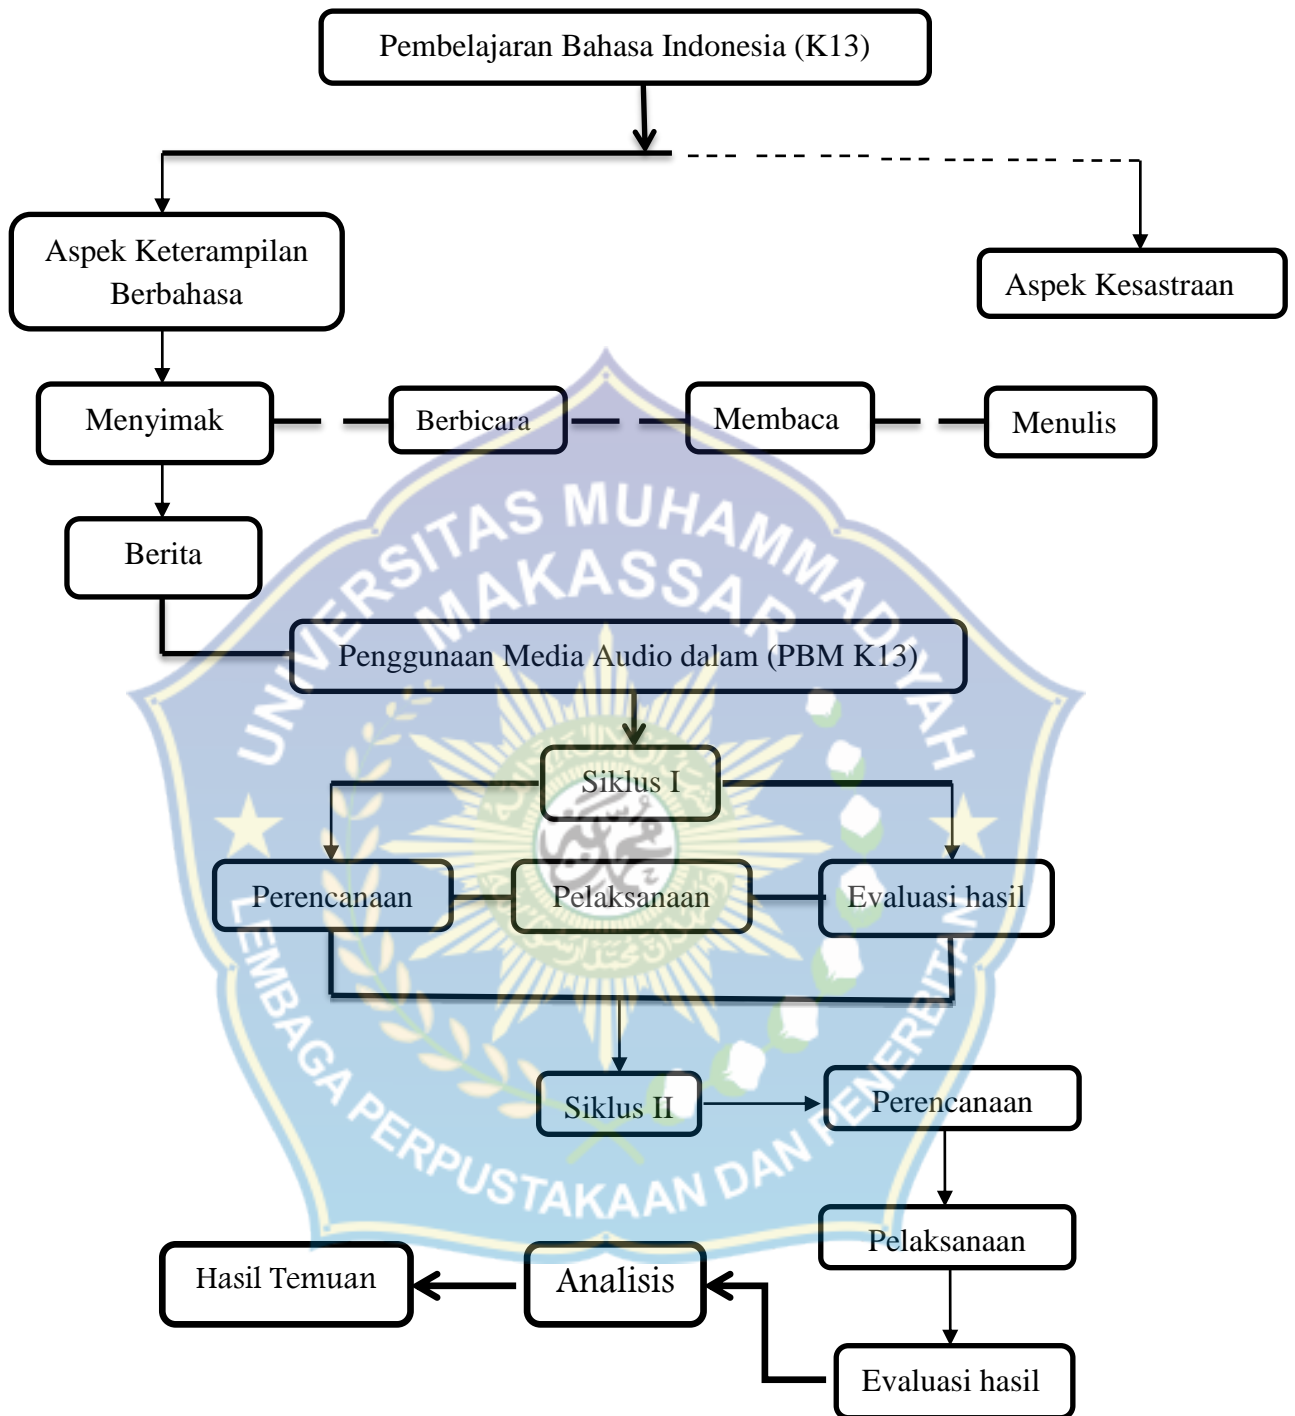 Pembelajaran Bahasa Indonesia (K13)
Aspek Keterampilan
Berbahasa
Aspek Kesastraan
Menyimak
Berbicara
Membaca
Menulis
Berita
UNIVERSITAS MUHAMMADIYAH
MAKASSAR
Penggunaan Media Audio dalam (PBM K13)
Siklus I
Perencanaan
Pelaksanaan
Evaluasi hasil
Siklus II
Perencanaan
LEMBAGA PERPUSTAKAAN DAN PENERBITAN
Pelaksanaan
Hasil Temuan
Analisis
Evaluasi hasil